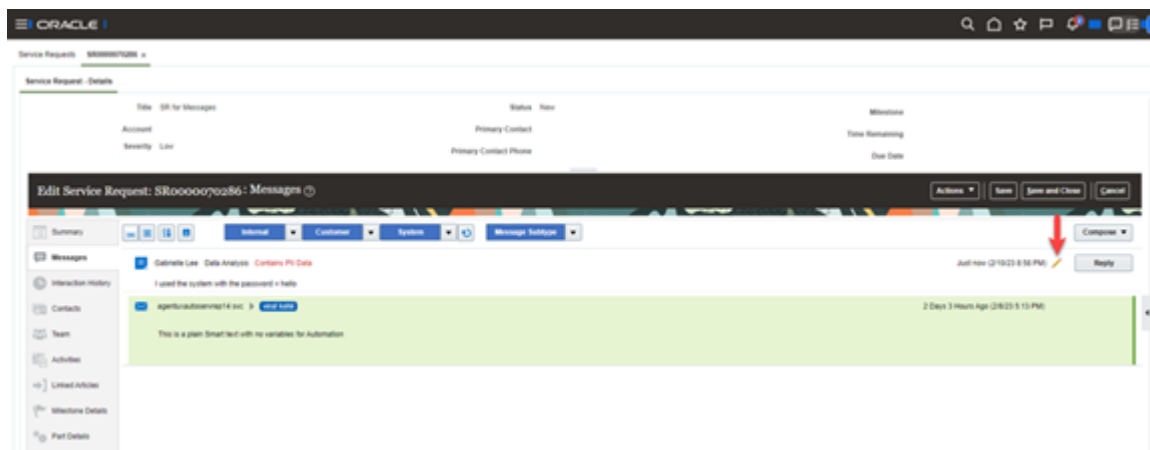 ORACLE
Service Requests SR0000070286 x
Service Request - Details
Title SR for Messages Status New Milestone
Account Primary Contact Time Remaining
Severity Low Primary Contact Phone Due Date
Edit Service Request: SR0000070286: Messages Actions Save Save and Close Cancel
Summary Internal Customer System Message Subtype Compose
Messages Gabrielle Lee Data Analysis Contains PII Data Just now (2/10/23 8:58 PM) Reply
Interaction History I used the system with the password = hello
Contacts 2 Days 3 Hours Ago (2/8/23 5:13 PM)
Team This is a plain Smart text with no variables for Automation
Activities
Linked Articles
Milestone Details
Part Details